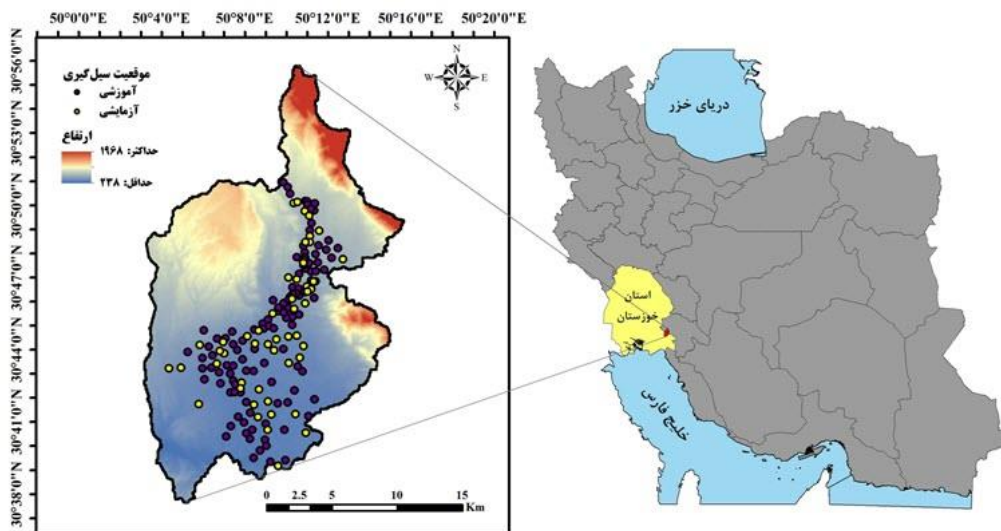 50°0'0"E 50°4'0"E 50°8'0"E 50°12'0"E 50°16'0"E 50°20'0"E
30°56'0"N
30°53'0"N
30°50'0"N
30°47'0"N
30°44'0"N
30°41'0"N
30°38'0"N
موقعیت سیل‌گیری
آموزشی
آزمایشی
ارتفاع
حداکثر: ۱۹۶۸
حداقل: ۲۳۸
N
W E
S
0 2.5 5 10 15
Km
دریای خزر
استان
خوزستان
خلیج فارس